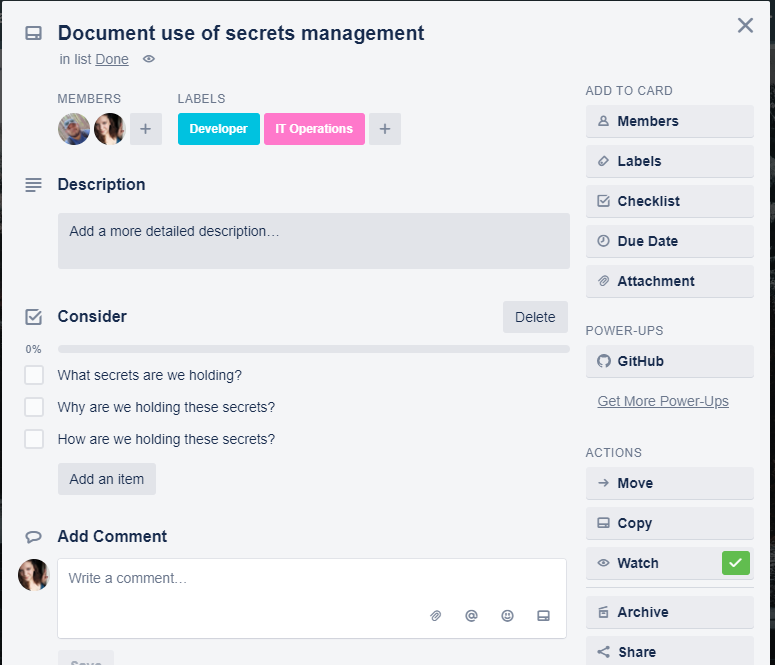 Document use of secrets management
in list Done
MEMBERS
LABELS
Developer
IT Operations
Description
Add a more detailed description…
Consider
Delete
0%
What secrets are we holding?
Why are we holding these secrets?
How are we holding these secrets?
Add an item
Add Comment
Write a comment…
Save
ADD TO CARD
Members
Labels
Checklist
Due Date
Attachment
POWER-UPS
GitHub
Get More Power-Ups
ACTIONS
Move
Copy
Watch
Archive
Share